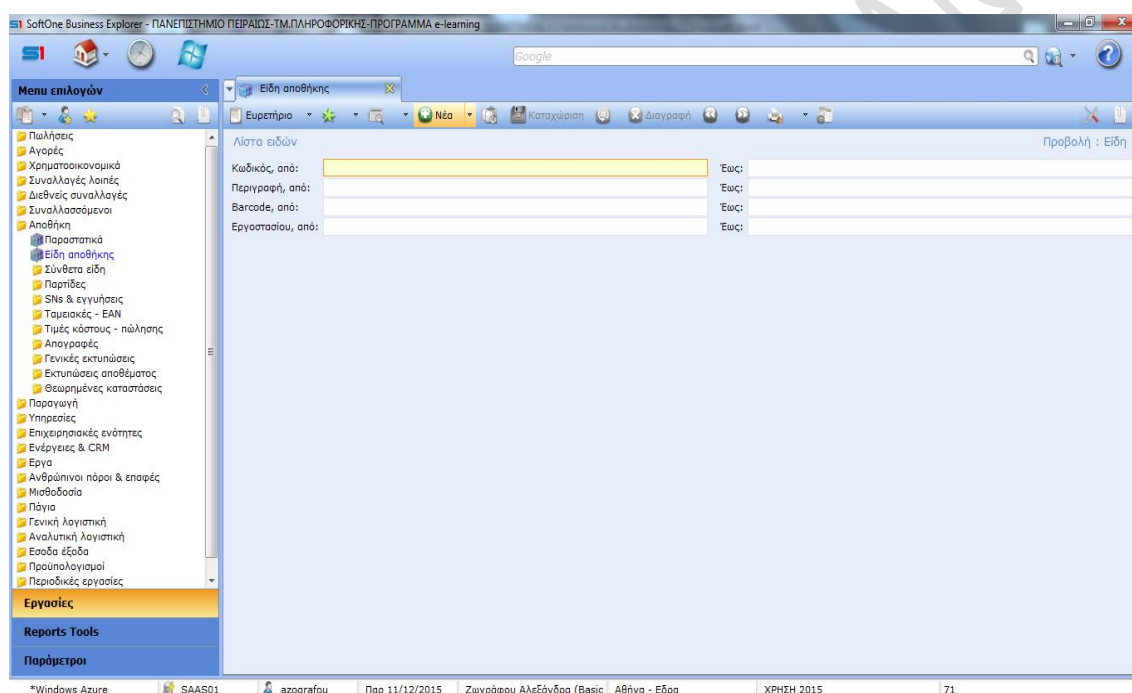 S1 SoftOne Business Explorer - ΠΑΝΕΠΙΣΤΗΜΙΟ ΠΕΙΡΑΙΩΣ-ΤΜ.ΠΛΗΡΟΦΟΡΙΚΗΣ-ΠΡΟΓΡΑΜΜΑ e-learning
S1 Google
Menu επιλογών
Είδη αποθήκης
Ευρετήριο Νέα Καταχώριση Διαγραφή
Λίστα ειδών Προβολή : Είδη
Κωδικός, από: Έως:
Περιγραφή, από: Έως:
Barcode, από: Έως:
Εργοστασίου, από: Έως:
Πωλήσεις
Αγορές
Χρηματοοικονομικά
Συναλλαγές λοιπές
Διεθνείς συναλλαγές
Συναλλασσόμενοι
Αποθήκη
Παραστατικά
Είδη αποθήκης
Σύνθετα είδη
Παρτίδες
SNs & εγγυήσεις
Ταμειακές - EAN
Τιμές κόστους - πώλησης
Απογραφές
Γενικές εκτυπώσεις
Εκτυπώσεις αποθέματος
Θεωρημένες καταστάσεις
Παραγωγή
Υπηρεσίες
Επιχειρησιακές ενότητες
Ενέργειες & CRM
Εργα
Ανθρώπινοι πόροι & επαφές
Μισθοδοσία
Πάγια
Γενική λογιστική
Αναλυτική λογιστική
Εσοδα έξοδα
Προϋπολογισμοί
Περιοδικές εργασίες
Εργασίες
Reports Tools
Παράμετροι
*Windows Azure SAAS01 azografou Παρ 11/12/2015 Ζωγράφου Αλεξάνδρα (Basic Αθήνα - Εδρα ΧΡΗΣΗ 2015 71